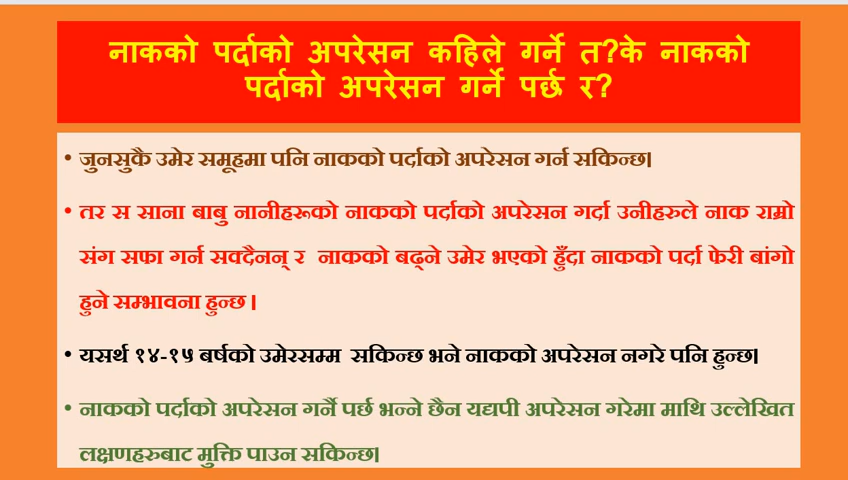 नाकको पर्दाको अपरेसन कहिले गर्ने त?के नाकको
पर्दाको अपरेसन गर्ने पर्छ र?
• जुनसुकै उमेर समूहमा पनि नाकको पर्दाको अपरेसन गर्न सकिन्छ।
• तर स साना बाबु नानीहरूको नाकको पर्दाको अपरेसन गर्दा उनीहरुले नाक राम्रो
संग सफा गर्न सक्दैनन् र नाकको बढ्ने उमेर भएको हुँदा नाकको पर्दा फेरी बांगो
हुने सम्भावना हुन्छ ।
• यसर्थ १४-१५ बर्षको उमेरसम्म सकिन्छ भने नाकको अपरेसन नगरे पनि हुन्छ।
• नाकको पर्दाको अपरेसन गर्नै पर्छ भन्ने छैन यद्यपी अपरेसन गरेमा माथि उल्लेखित
लक्षणहरुबाट मुक्ति पाउन सकिन्छ।